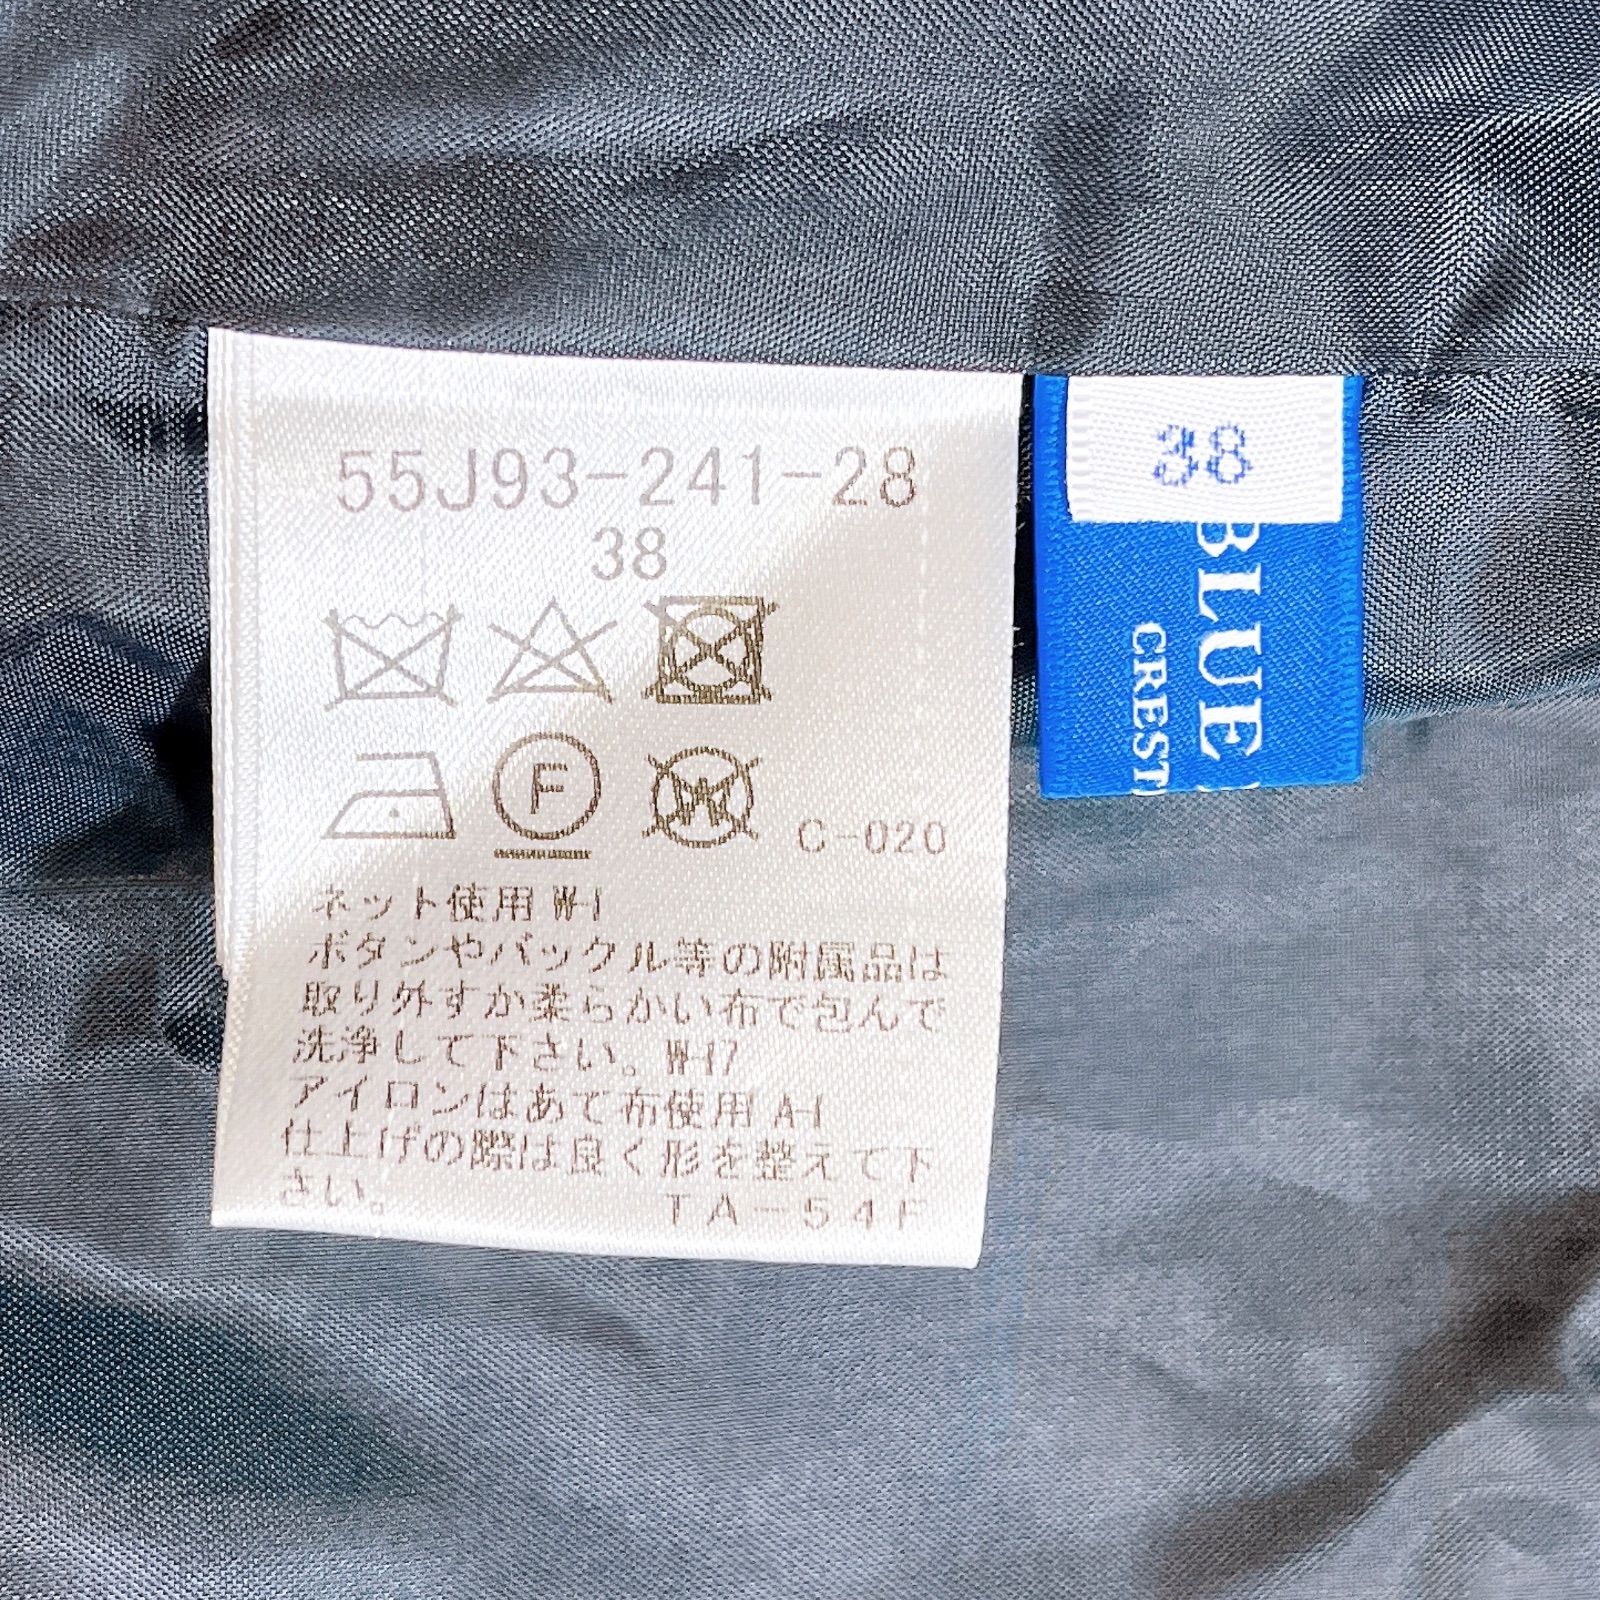 55J93-241-28
38
F
W
C-020
ネット使用 W-1
ボタンやバックル等の附属品は
取り外すか柔らかい布で包んで
洗浄して下さい。W-17
アイロンはあて布使用 A-1
仕上げの際は良く形を整えて下
さい。 TA-54F
38
BLUE
CREST